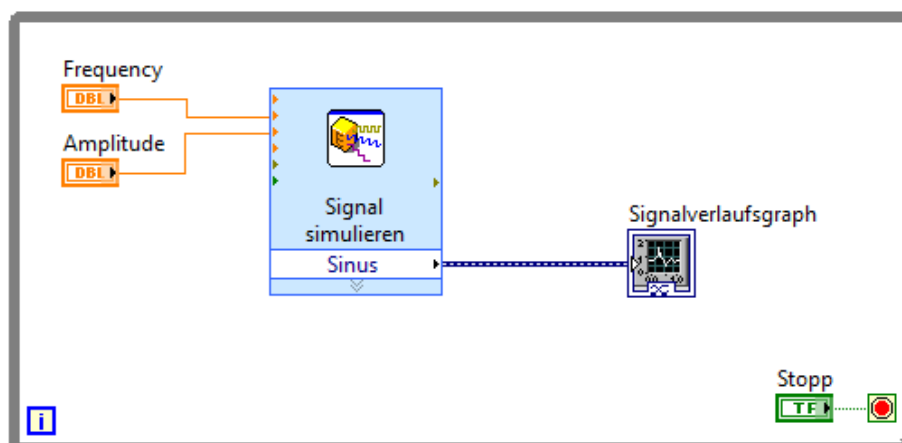 Frequency
DBL
Amplitude
DBL
Signal
simulieren
Sinus
Signalverlaufsgraph
Stopp
TF
i